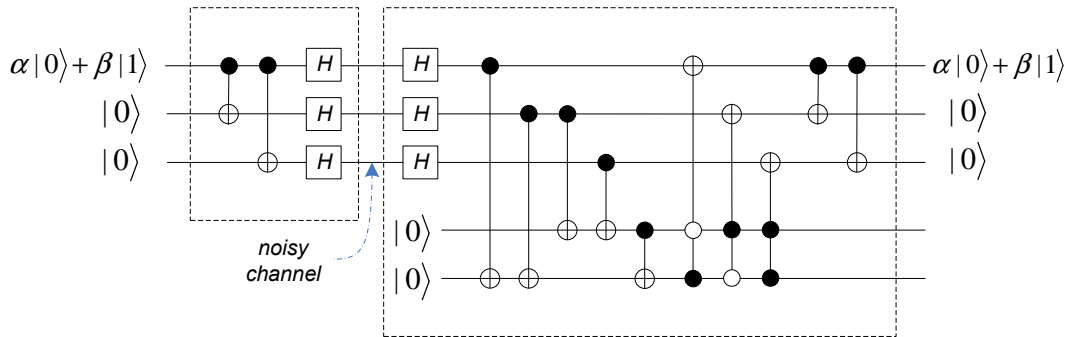 α|0⟩ + β|1⟩ H H α|0⟩ + β|1⟩
|0⟩ H H |0⟩
|0⟩ H H |0⟩
|0⟩
|0⟩
noisy
channel